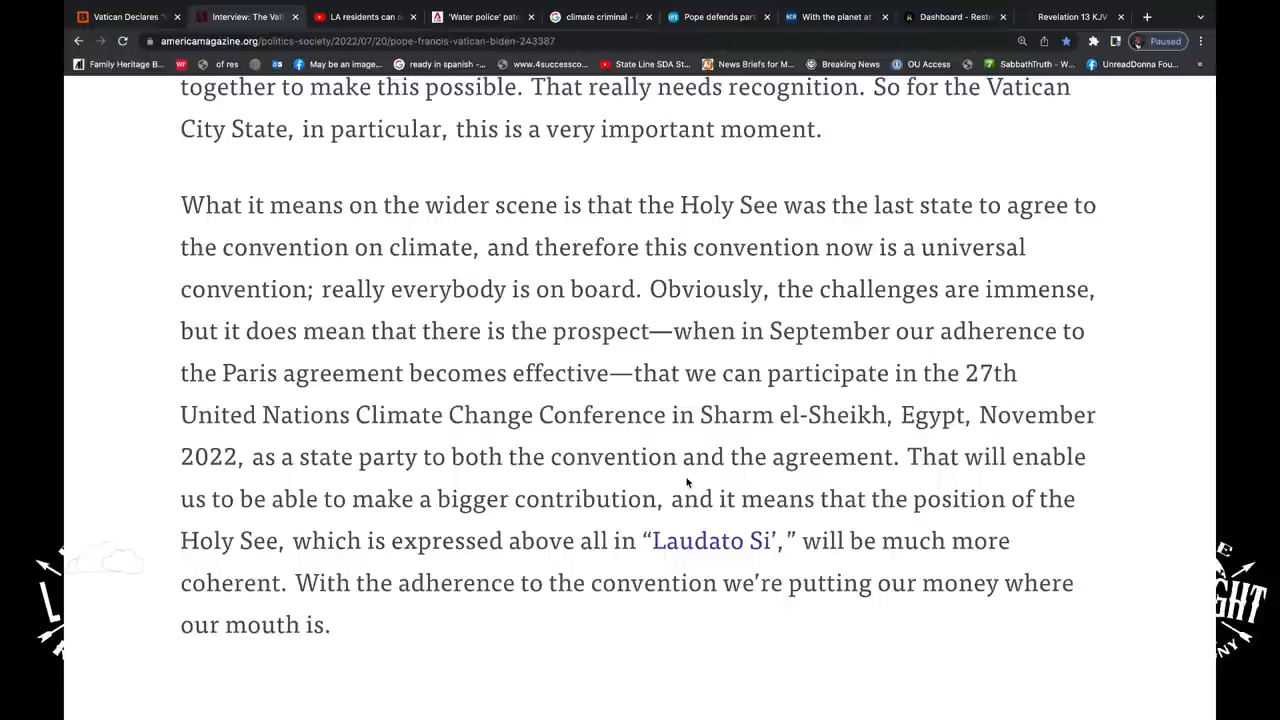 Vatican Declares "
Interview: The Vati
LA residents can o
'Water police' patr
climate criminal - G
Pope defends part
With the planet at
Dashboard - Restr
Revelation 13 KJV
americamagazine.org/politics-society/2022/07/20/pope-francis-vatican-biden-243387
Paused
Family Heritage B...
of res
May be an image...
ready in spanish -...
www.4successco...
State Line SDA St...
News Briefs for M...
Breaking News
OU Access
SabbathTruth - W...
UnreadDonna Fou...
together to make this possible. That really needs recognition. So for the Vatican
City State, in particular, this is a very important moment.
What it means on the wider scene is that the Holy See was the last state to agree to
the convention on climate, and therefore this convention now is a universal
convention; really everybody is on board. Obviously, the challenges are immense,
but it does mean that there is the prospect—when in September our adherence to
the Paris agreement becomes effective—that we can participate in the 27th
United Nations Climate Change Conference in Sharm el-Sheikh, Egypt, November
2022, as a state party to both the convention and the agreement. That will enable
us to be able to make a bigger contribution, and it means that the position of the
Holy See, which is expressed above all in “Laudato Si’,” will be much more
coherent. With the adherence to the convention we’re putting our money where
our mouth is.